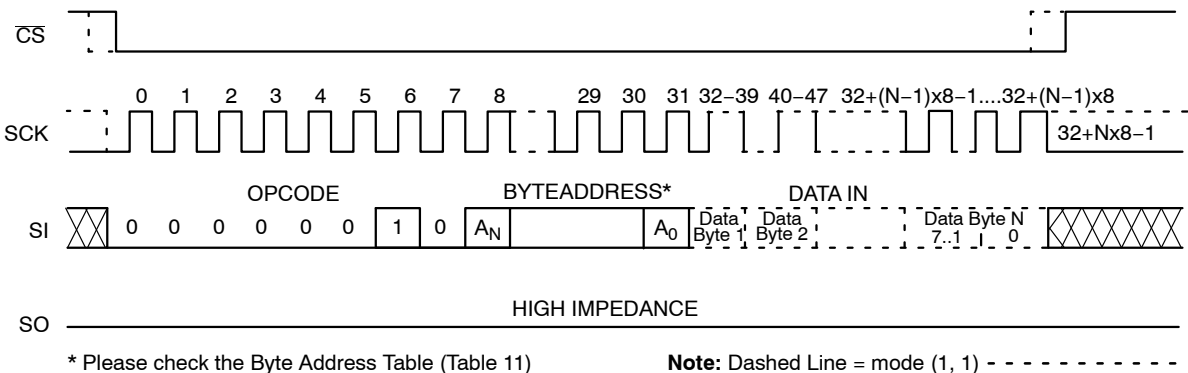 CS
0 1 2 3 4 5 6 7 8 29 30 31 32−39 40−47 32+(N−1)x8−1....32+(N−1)x8
SCK
32+Nx8−1
OPCODE BYTEADDRESS* DATA IN
SI 0 0 0 0 0 0 1 0 AN A0 Data Byte 1 Data Byte 2 Data Byte N 7..1 0
HIGH IMPEDANCE
SO
* Please check the Byte Address Table (Table 11) Note: Dashed Line = mode (1, 1)